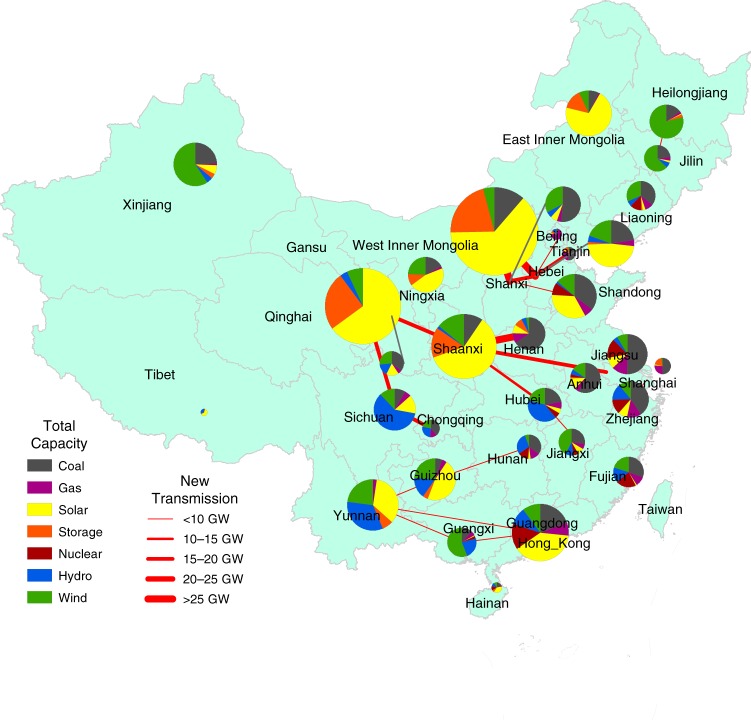 Heilongjiang
East Inner Mongolia
Jilin
Xinjiang
Liaoning
Gansu
West Inner Mongolia
Beijing
Tianjin
Hebei
Shanxi
Ningxia
Shandong
Qinghai
Shaanxi
Henan
Jiangsu
Tibet
Anhui
Shanghai
Hubei
Sichuan
Chongqing
Zhejiang
Total
Capacity
Coal
Gas
Solar
Storage
Nuclear
Hydro
Wind
New
Transmission
<10 GW
10–15 GW
15–20 GW
20–25 GW
>25 GW
Hunan
Jiangxi
Guizhou
Fujian
Yunnan
Guangxi
Guangdong
Hong_Kong
Taiwan
Hainan